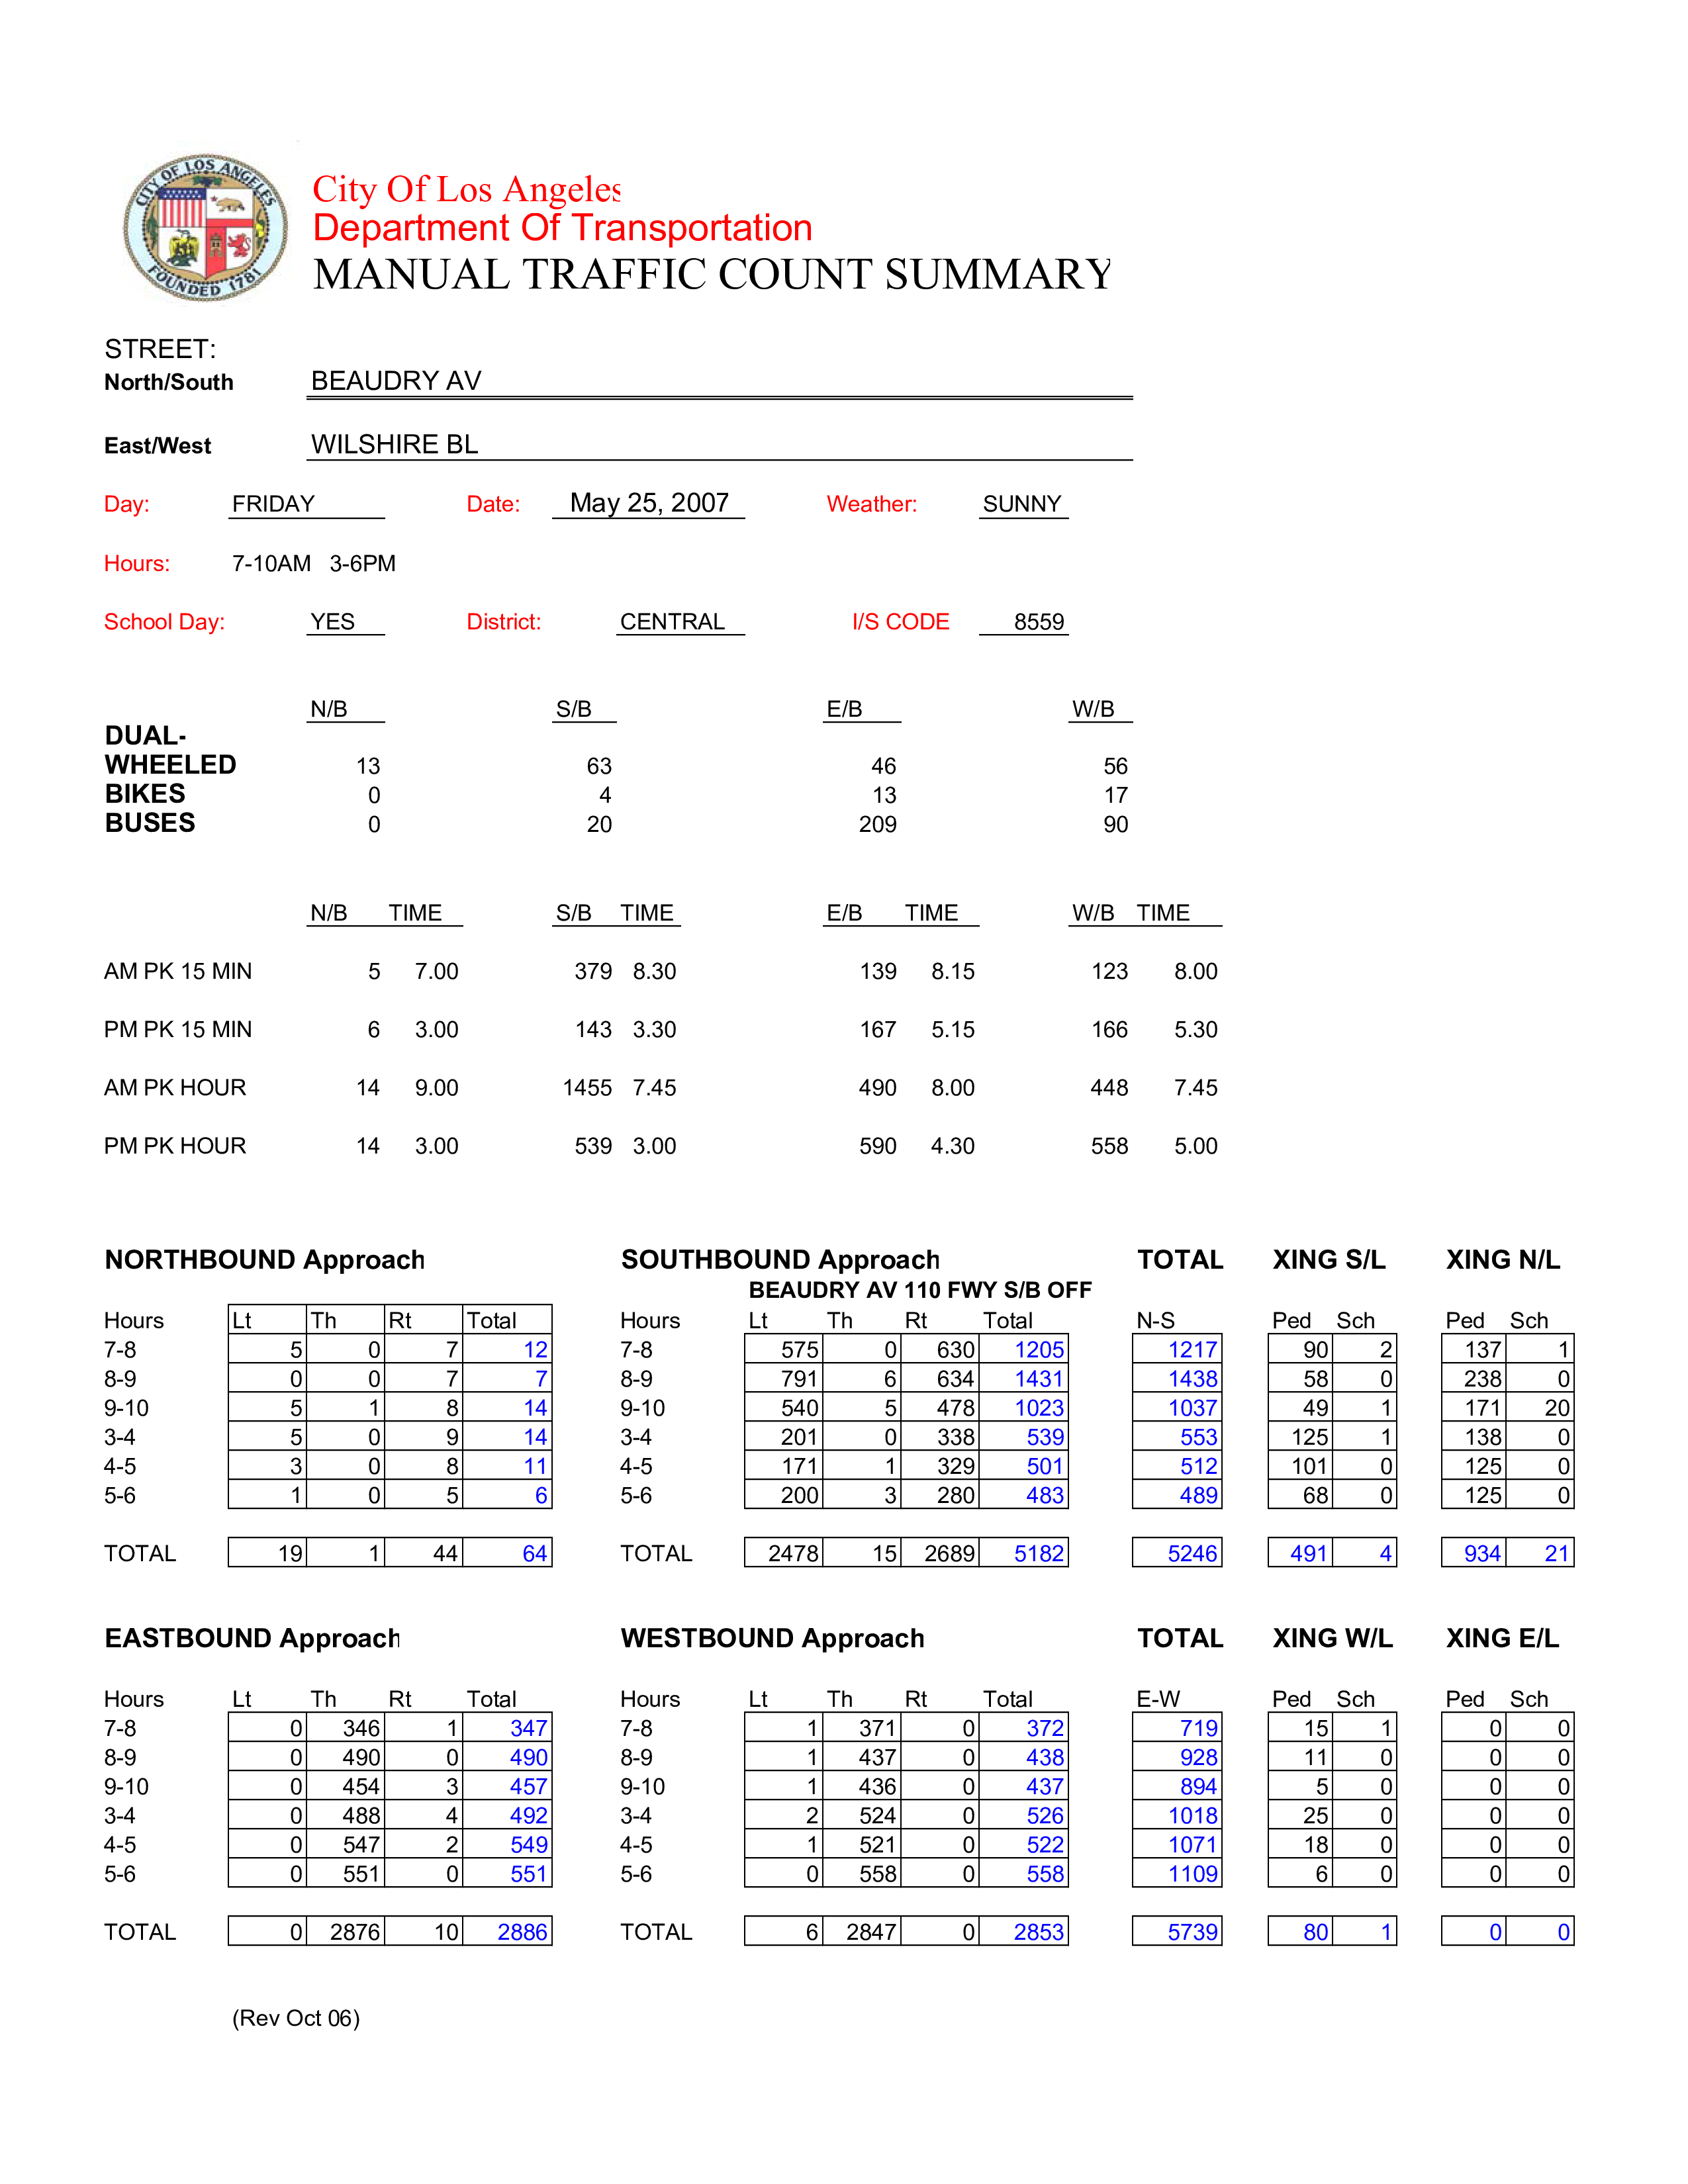 CITY OF LOS ANGELES
FOUNDED 1781
City Of Los Angeles
Department Of Transportation
MANUAL TRAFFIC COUNT SUMMARY
STREET:
North/South BEAUDRY AV
East/West WILSHIRE BL
Day: FRIDAY Date: May 25, 2007 Weather: SUNNY
Hours: 7-10AM 3-6PM
School Day: YES District: CENTRAL I/S CODE 8559
N/B S/B E/B W/B
DUAL-
WHEELED 13 63 46 56
BIKES 0 4 13 17
BUSES 0 20 209 90
N/B TIME S/B TIME E/B TIME W/B TIME
AM PK 15 MIN 5 7.00 379 8.30 139 8.15 123 8.00
PM PK 15 MIN 6 3.00 143 3.30 167 5.15 166 5.30
AM PK HOUR 14 9.00 1455 7.45 490 8.00 448 7.45
PM PK HOUR 14 3.00 539 3.00 590 4.30 558 5.00
NORTHBOUND Approach SOUTHBOUND Approach TOTAL XING S/L XING N/L
BEAUDRY AV 110 FWY S/B OFF
Hours Lt Th Rt Total Hours Lt Th Rt Total N-S Ped Sch Ped Sch
7-8 5 0 7 12 7-8 575 0 630 1205 1217 90 2 137 1
8-9 0 0 7 7 8-9 791 6 634 1431 1438 58 0 238 0
9-10 5 1 8 14 9-10 540 5 478 1023 1037 49 1 171 20
3-4 5 0 9 14 3-4 201 0 338 539 553 125 1 138 0
4-5 3 0 8 11 4-5 171 1 329 501 512 101 0 125 0
5-6 1 0 5 6 5-6 200 3 280 483 489 68 0 125 0
TOTAL 19 1 44 64 TOTAL 2478 15 2689 5182 5246 491 4 934 21
EASTBOUND Approach WESTBOUND Approach TOTAL XING W/L XING E/L
Hours Lt Th Rt Total Hours Lt Th Rt Total E-W Ped Sch Ped Sch
7-8 0 346 1 347 7-8 1 371 0 372 719 15 1 0 0
8-9 0 490 0 490 8-9 1 437 0 438 928 11 0 0 0
9-10 0 454 3 457 9-10 1 436 0 437 894 5 0 0 0
3-4 0 488 4 492 3-4 2 524 0 526 1018 25 0 0 0
4-5 0 547 2 549 4-5 1 521 0 522 1071 18 0 0 0
5-6 0 551 0 551 5-6 0 558 0 558 1109 6 0 0 0
TOTAL 0 2876 10 2886 TOTAL 6 2847 0 2853 5739 80 1 0 0
(Rev Oct 06)